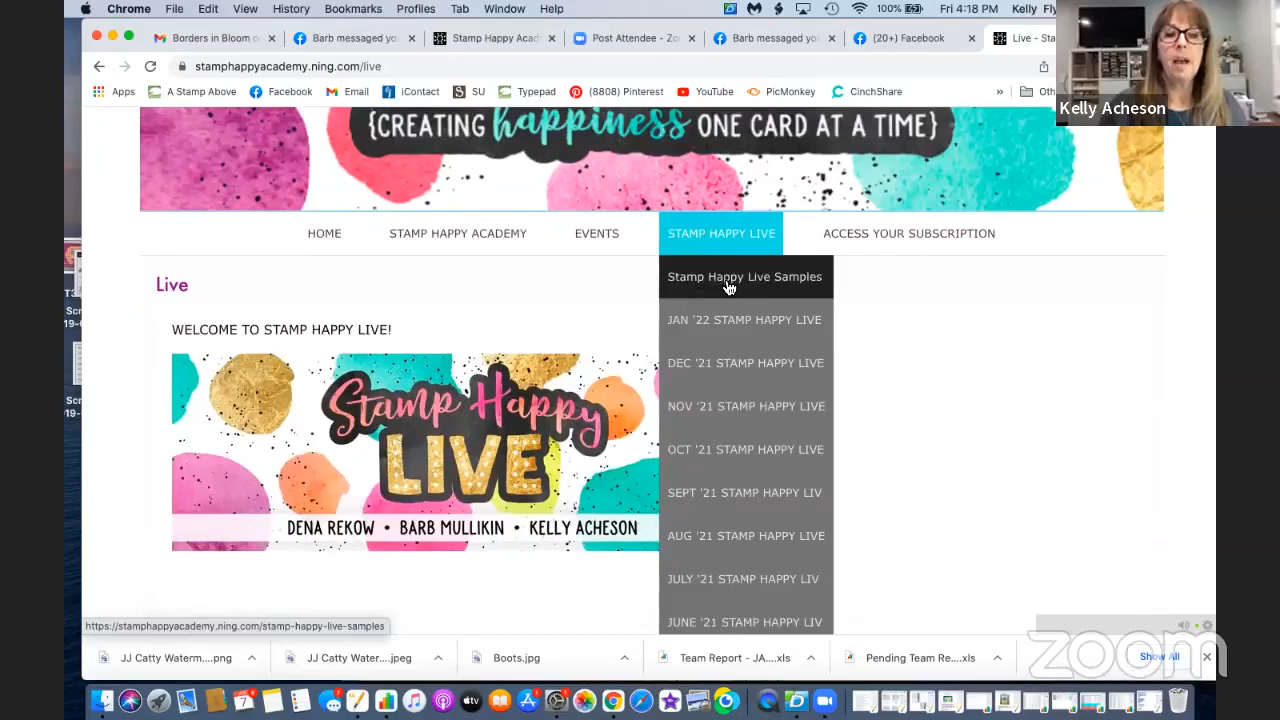 Chrome File Edit View History Bookmarks Profiles Tab Window Help 100% Fri 4:18 PM Kelly Fly
Borders in Bloom o Barb messaged yo Stamp Happy Acad Post Attendee - Zo Barb messaged yo (20+) Facebook Live - Sta
stamphappyacademy.ning.com/live
Apps A Stamp Above Facebook Email iContact SU Typepad (8808) Pinterest YouTube PicMonkey CinchShare » Oth
Kelly Acheson
{CREATING happiness ONE CARD AT A TIME}
HOME STAMP HAPPY ACADEMY EVENTS STAMP HAPPY LIVE ACCESS YOUR SUBSCRIPTION
Live
Stamp Happy Live Samples
WELCOME TO STAMP HAPPY LIVE!
JAN '22 STAMP HAPPY LIVE
DEC '21 STAMP HAPPY LIVE
NOV '21 STAMP HAPPY LIVE
OCT '21 STAMP HAPPY LIVE
SEPT '21 STAMP HAPPY LIV
AUG '21 STAMP HAPPY LIVE
JULY '21 STAMP HAPPY LIV
JUNE '21 STAMP HAPPY LIV
Stamp Happy
LIVE
DENA REKOW • BARB MULLIKIN • KELLY ACHESON
https://stamphappyacademy.ning.com/stamp-happy-live-samples
JJ Catty Waterm....png JJ Catty Water....jpeg Boots.jpg Team Report - JA....xls Pending Team Re....xls Show All
zoom